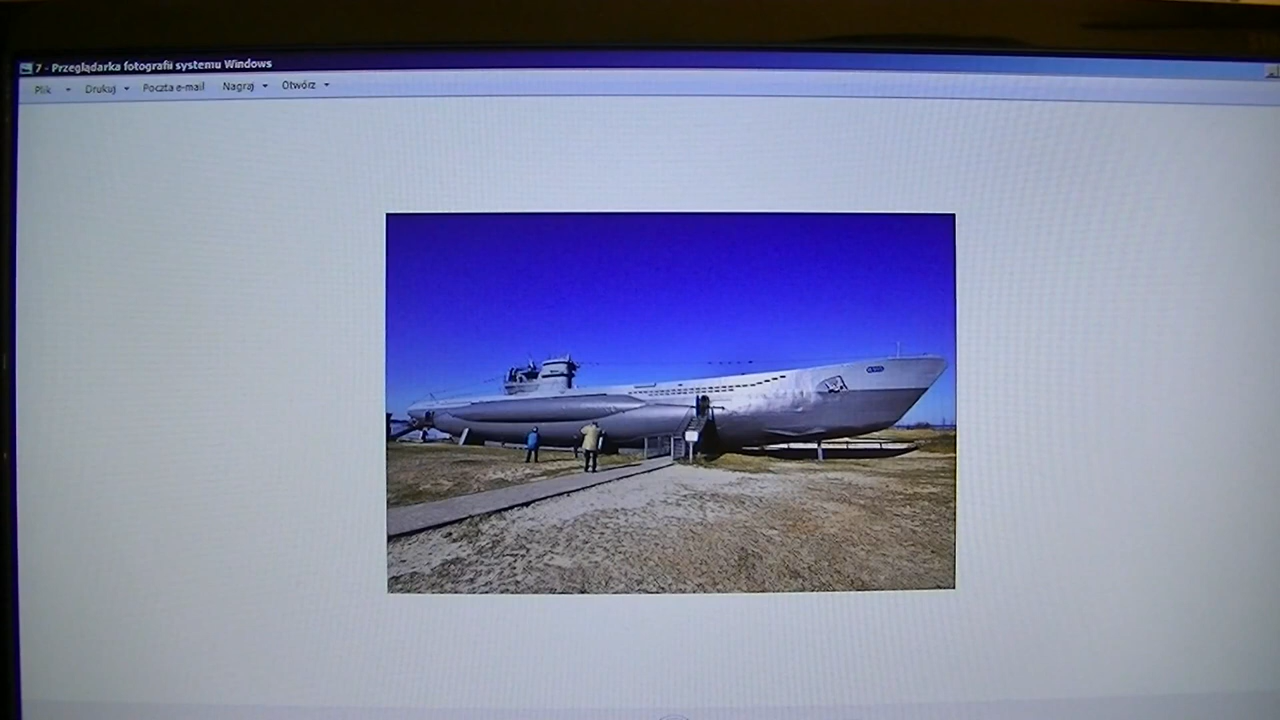 7 - Przeglądarka fotografii systemu Windows
Plik Drukuj Poczta e-mail Nagraj Otwórz